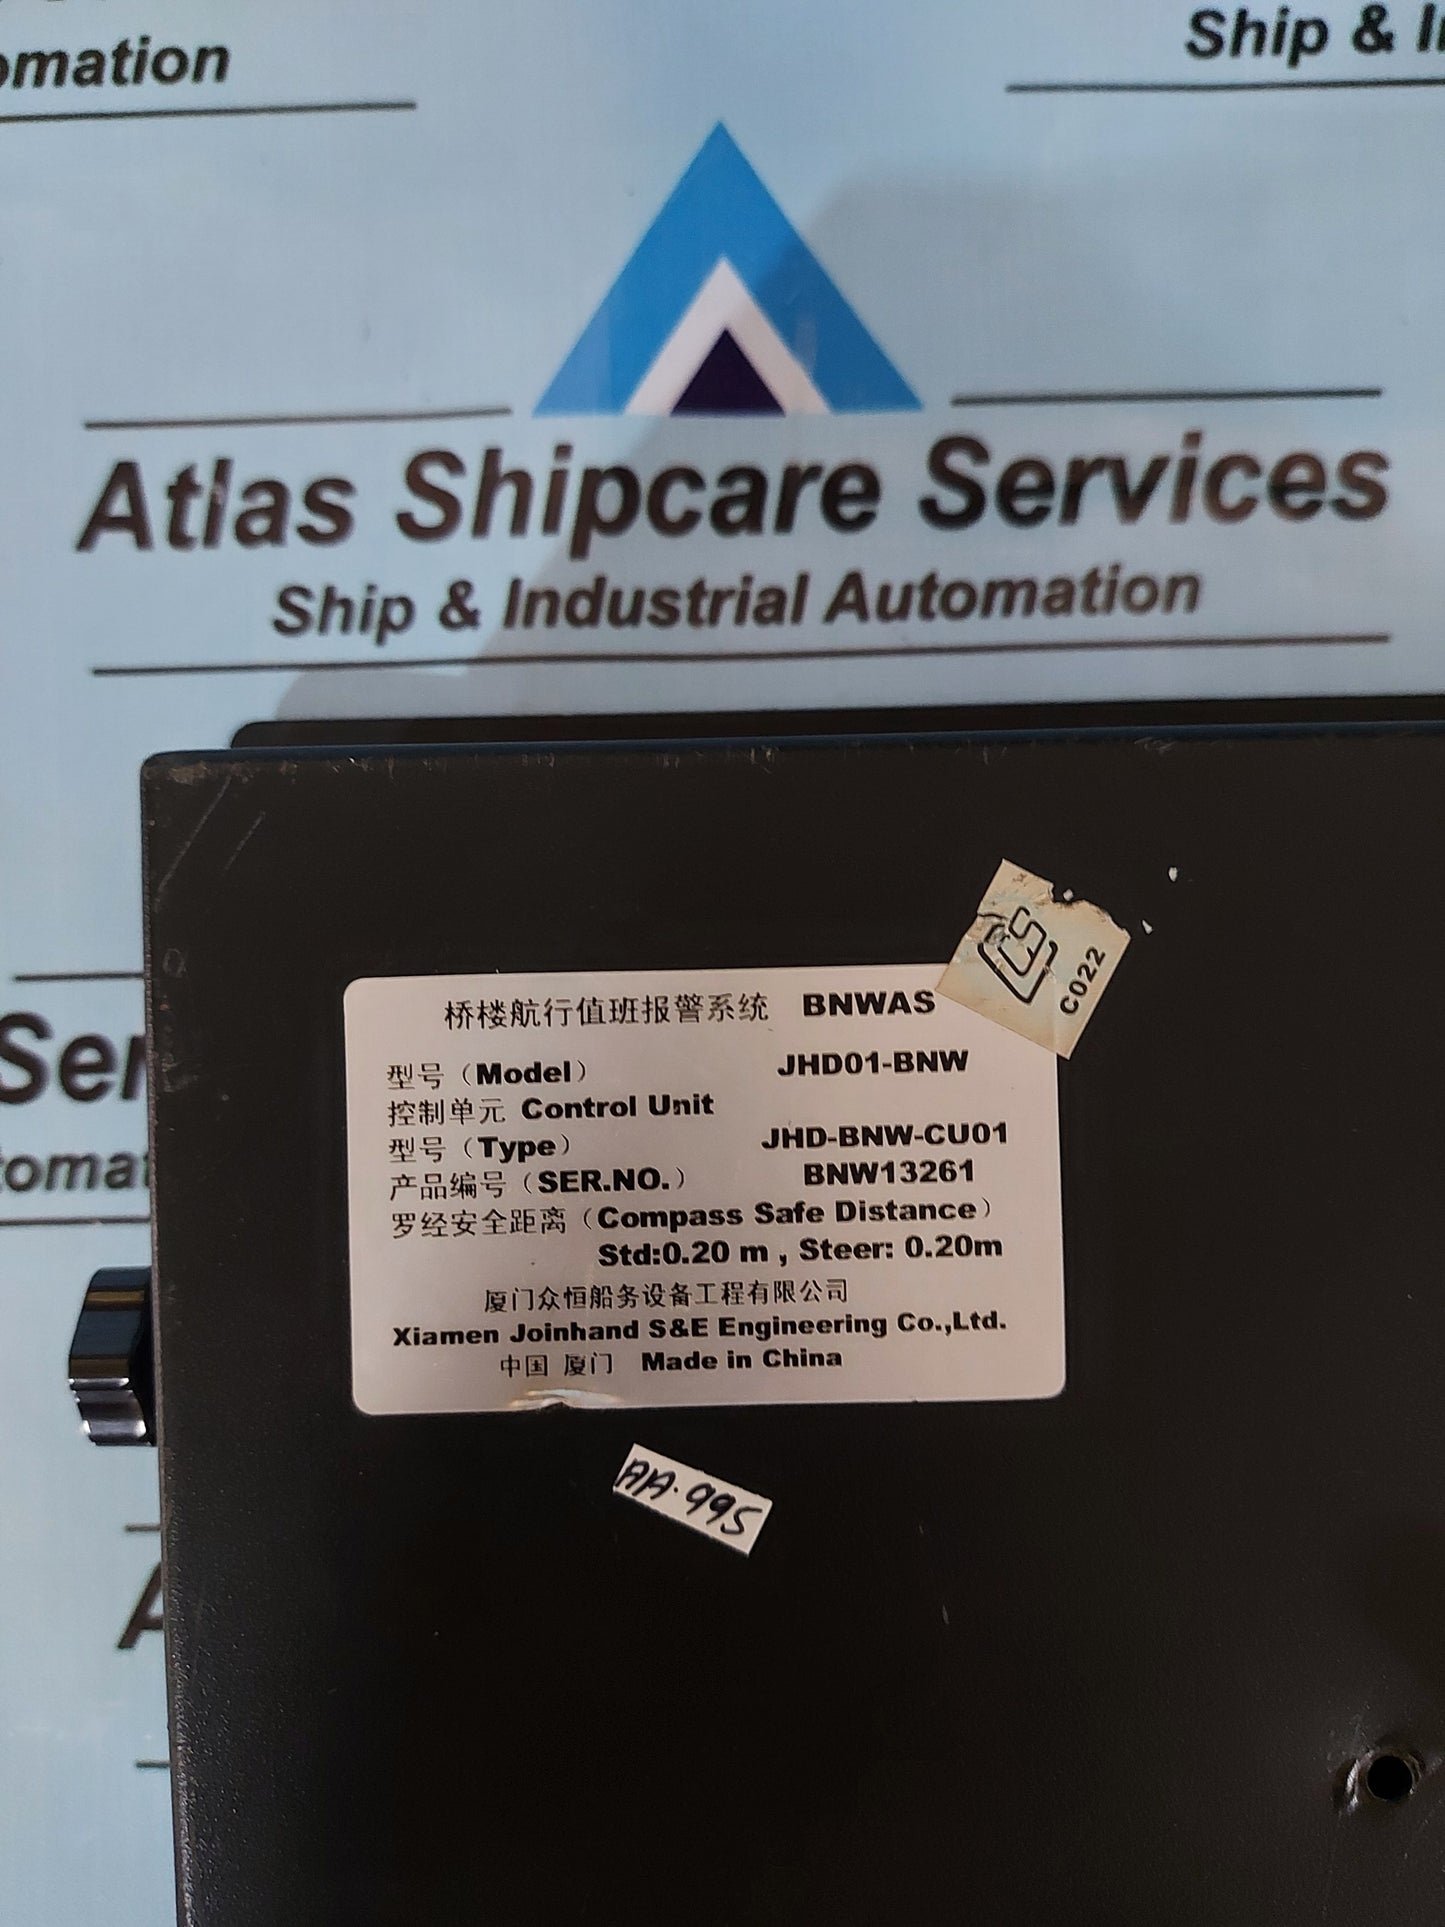 omation
Ship & I
Atlas Shipcare Services
Ship & Industrial Automation
Ser
tomat
A
C022
桥楼航行值班报警系统 BNWAS
型号（Model） JHD01-BNW
控制单元 Control Unit
型号（Type） JHD-BNW-CU01
产品编号（SER.NO.） BNW13261
罗经安全距离（Compass Safe Distance）
Std:0.20 m , Steer: 0.20m
厦门众恒船务设备工程有限公司
Xiamen Joinhand S&E Engineering Co.,Ltd.
中国 厦门 Made in China
AA.995